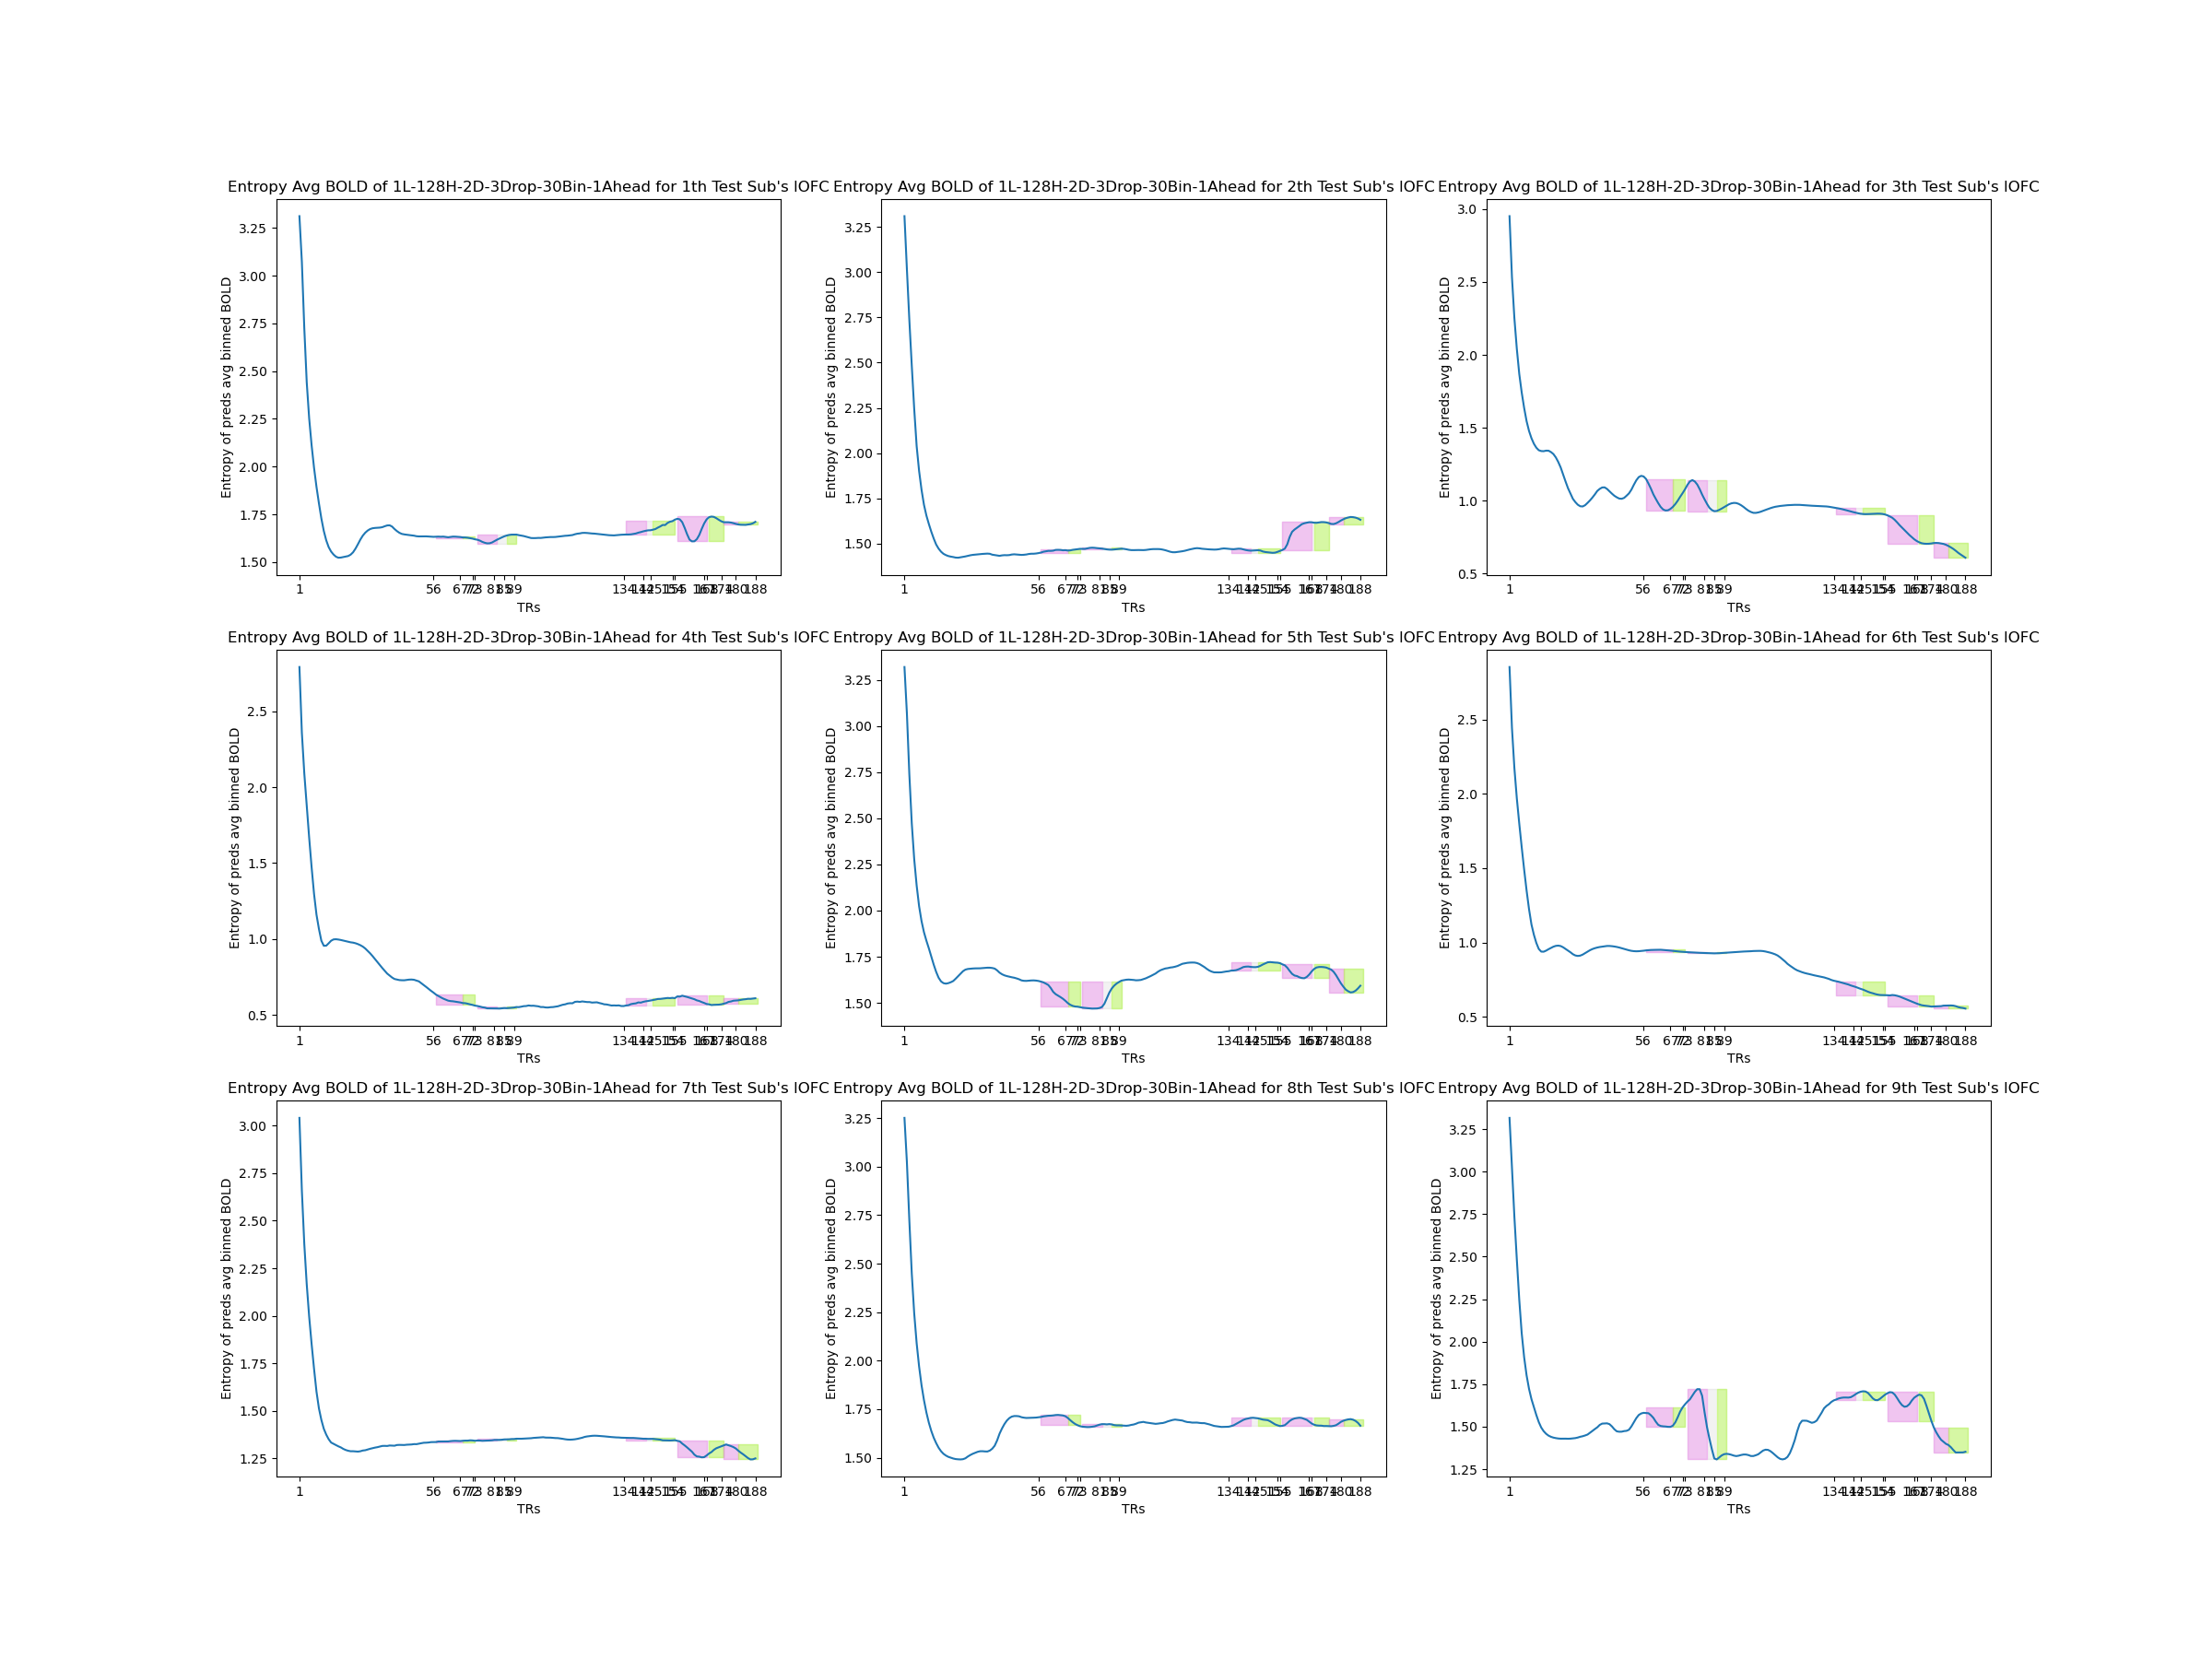 Entropy Avg BOLD of 1L-128H-2D-3Drop-30Bin-1Ahead for 1th Test Sub's lOFC
Entropy of preds avg binned BOLD
3.25
3.00
2.75
2.50
2.25
2.00
1.75
1.50
1 56 81 188
TRs
Entropy Avg BOLD of 1L-128H-2D-3Drop-30Bin-1Ahead for 2th Test Sub's lOFC
Entropy of preds avg binned BOLD
3.25
3.00
2.75
2.50
2.25
2.00
1.75
1.50
1 56 81 188
TRs
Entropy Avg BOLD of 1L-128H-2D-3Drop-30Bin-1Ahead for 3th Test Sub's lOFC
Entropy of preds avg binned BOLD
3.0
2.5
2.0
1.5
1.0
0.5
1 56 81 188
TRs
Entropy Avg BOLD of 1L-128H-2D-3Drop-30Bin-1Ahead for 4th Test Sub's lOFC
Entropy of preds avg binned BOLD
2.5
2.0
1.5
1.0
0.5
1 56 81 188
TRs
Entropy Avg BOLD of 1L-128H-2D-3Drop-30Bin-1Ahead for 5th Test Sub's lOFC
Entropy of preds avg binned BOLD
3.25
3.00
2.75
2.50
2.25
2.00
1.75
1.50
1 56 81 188
TRs
Entropy Avg BOLD of 1L-128H-2D-3Drop-30Bin-1Ahead for 6th Test Sub's lOFC
Entropy of preds avg binned BOLD
2.5
2.0
1.5
1.0
0.5
1 56 81 188
TRs
Entropy Avg BOLD of 1L-128H-2D-3Drop-30Bin-1Ahead for 7th Test Sub's lOFC
Entropy of preds avg binned BOLD
3.00
2.75
2.50
2.25
2.00
1.75
1.50
1.25
1 56 81 188
TRs
Entropy Avg BOLD of 1L-128H-2D-3Drop-30Bin-1Ahead for 8th Test Sub's lOFC
Entropy of preds avg binned BOLD
3.25
3.00
2.75
2.50
2.25
2.00
1.75
1.50
1 56 81 188
TRs
Entropy Avg BOLD of 1L-128H-2D-3Drop-30Bin-1Ahead for 9th Test Sub's lOFC
Entropy of preds avg binned BOLD
3.25
3.00
2.75
2.50
2.25
2.00
1.75
1.50
1.25
1 56 81 188
TRs